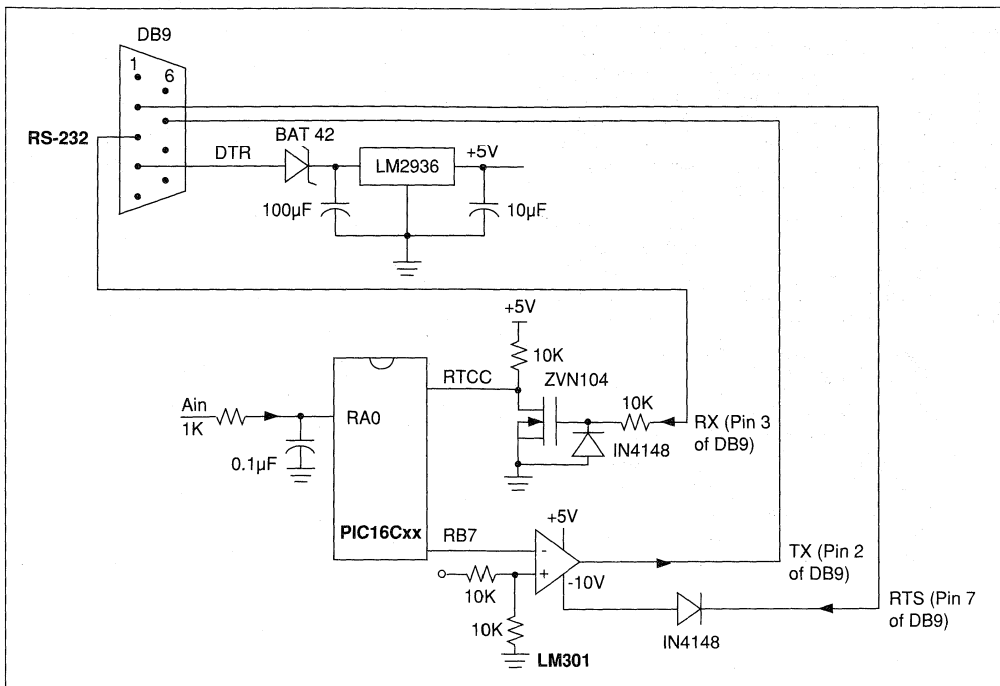 DB9
1
6
RS-232
DTR
BAT 42
LM2936
+5V
100µF
10µF
+5V
10K
RTCC
ZVN104
Ain
1K
RA0
0.1µF
10K
IN4148
RX (Pin 3
of DB9)
PIC16Cxx
RB7
+5V
-
+
-10V
TX (Pin 2
of DB9)
10K
10K
LM301
IN4148
RTS (Pin 7
of DB9)